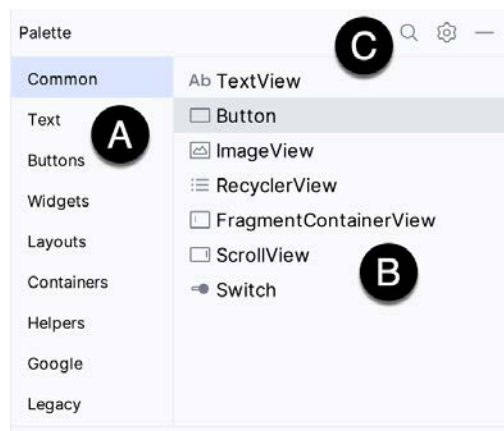 Palette
C
Common
Ab TextView
Text
A
Button
Buttons
ImageView
Widgets
RecyclerView
Layouts
FragmentContainerView
Containers
ScrollView
B
Helpers
Switch
Google
Legacy